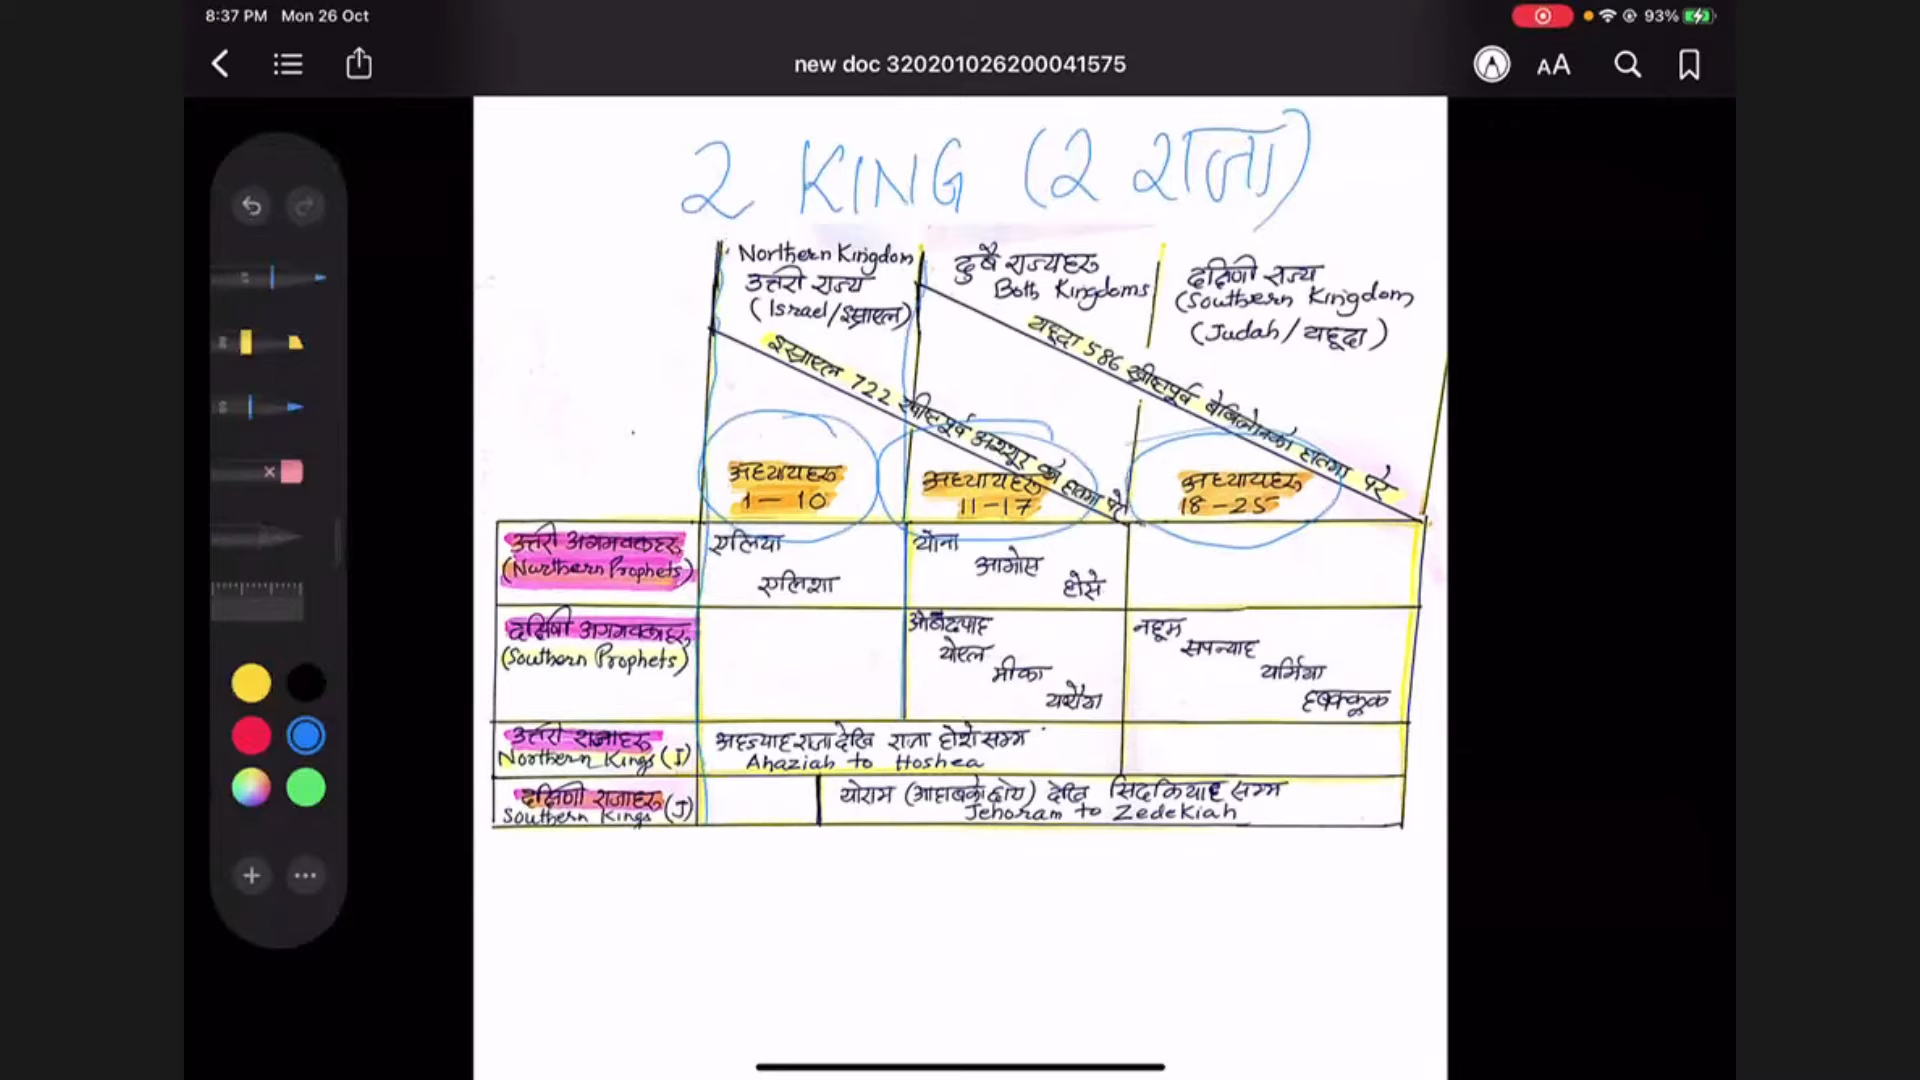 8:37 PM Mon 26 Oct
93%
new doc 320201026200041575
AA
2 KING (2 राजा)
Northern Kingdom
उत्तरी राज्य
(Israel/इस्राएल)
दुबै राज्यहरु
Both Kingdoms
दक्षिणी राज्य
(Southern Kingdom
(Judah/यहूदा)
इस्राएल 722 ख्रीष्टपूर्व अश्शूर को हातमा परे
यहूदा 586 ख्रीष्टपूर्व बेबिलोनको हातमा परे
अध्यायहरु
1-10
अध्यायहरु
11-17
अध्यायहरु
18-25
उत्तरी अगमवक्ताहरु
(Northern Prophets)
एलिया
एलिशा
योना
आमोस
होसे
दक्षिणी अगमवक्ताहरु
(Southern Prophets)
ओबदियाह
योएल
मीका
यशैया
नहूम
सपन्याह
यर्मिया
हबक्कूक
उत्तरी राजाहरु
Northern Kings (I)
अहज्याह राजा देखि राजा होशे सम्म
Ahaziah to Hoshea
दक्षिणी राजाहरु
Southern Kings (J)
योराम (आहाबको छोरा) देखि सिदकियाह सम्म
Jehoram to Zedekiah